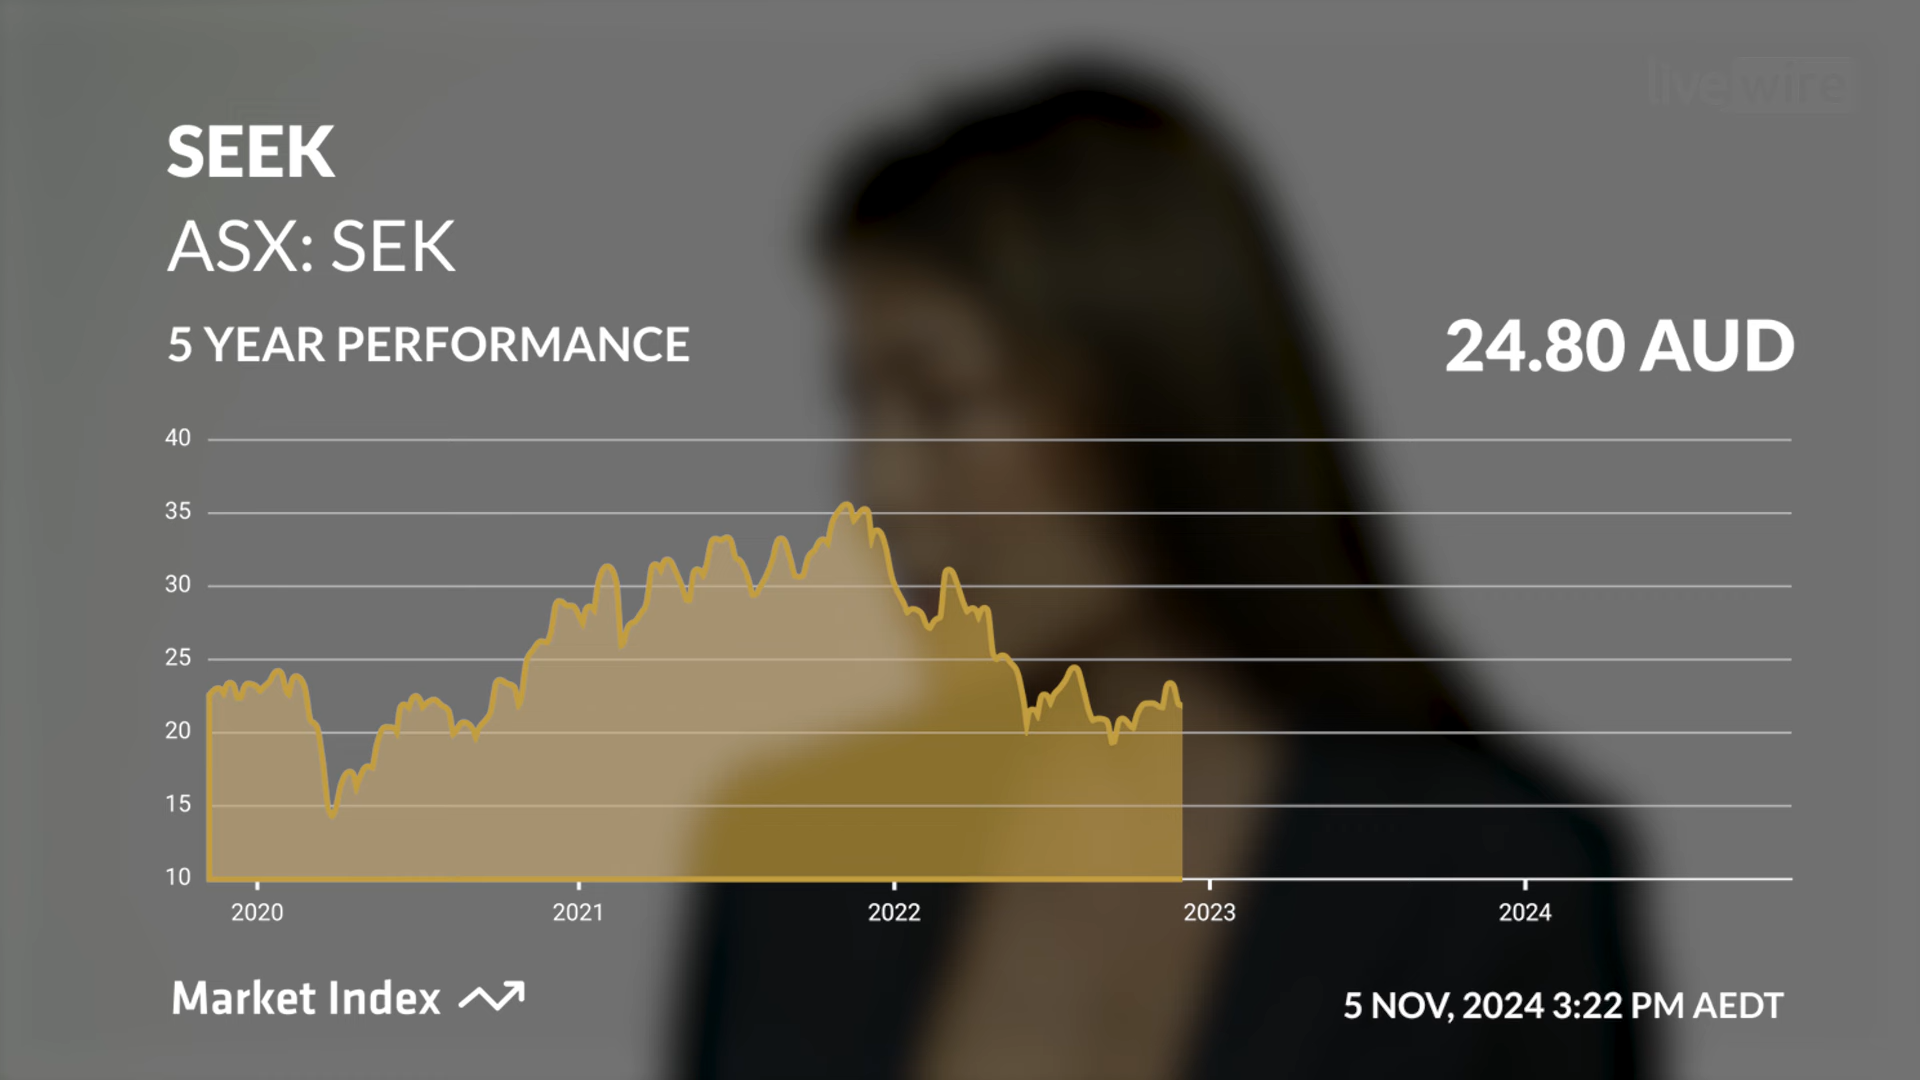 livewire
SEEK
ASX: SEK
5 YEAR PERFORMANCE
24.80 AUD
40
35
30
25
20
15
10
2020
2021
2022
2023
2024
Market Index
5 NOV, 2024 3:22 PM AEDT